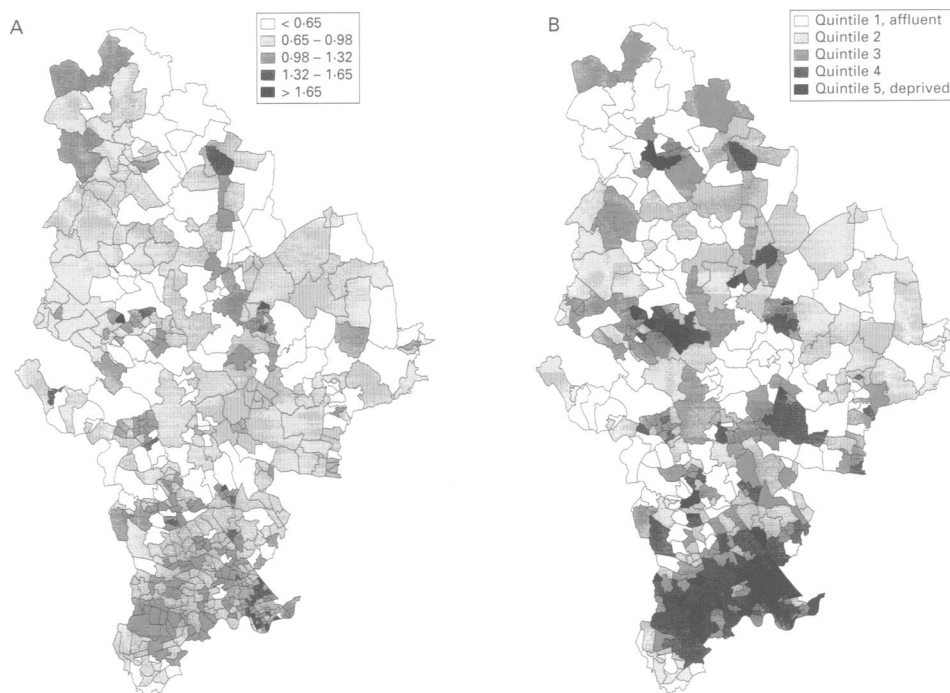 A
< 0·65
0·65 – 0·98
0·98 – 1·32
1·32 – 1·65
> 1·65
B
Quintile 1, affluent
Quintile 2
Quintile 3
Quintile 4
Quintile 5, deprived